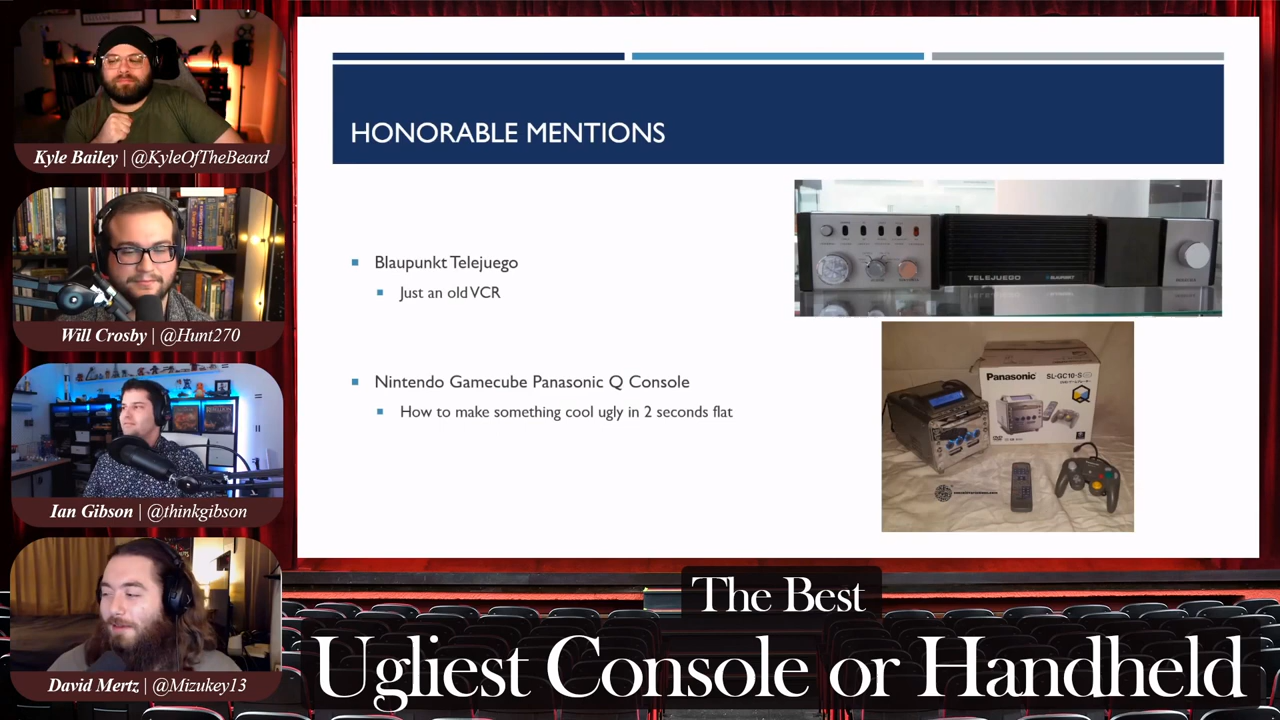 Kyle Bailey | @KyleOfTheBeard
Will Crosby | @Hunt270
Ian Gibson | @thinkgibson
David Mertz | @Mizukey13
HONORABLE MENTIONS
Blaupunkt Telejuego
Just an old VCR
Nintendo Gamecube Panasonic Q Console
How to make something cool ugly in 2 seconds flat
TELEJUEGO BLAUPUNKT
Panasonic SL-GC10-S
The Best
Ugliest Console or Handheld